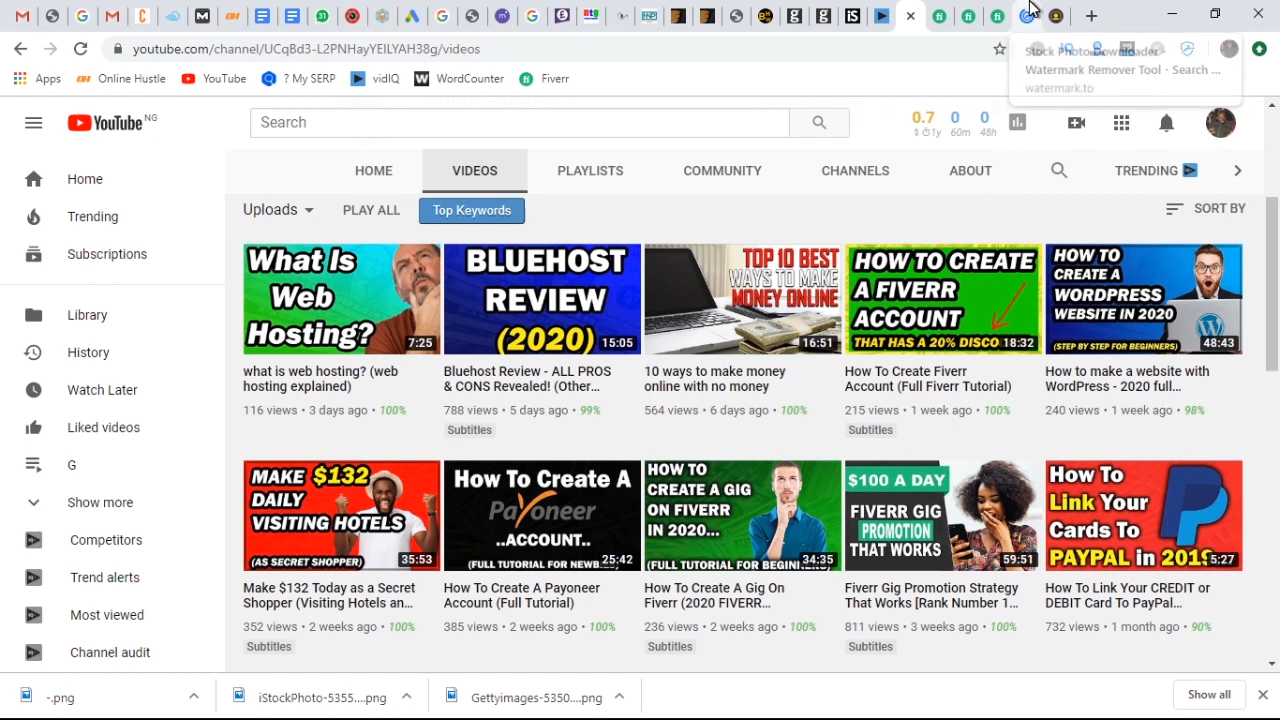 youtube.com/channel/UCqBd3-L2PNHayYEILYAH38g/videos
Stock Photo Downloader -
Watermark Remover Tool - Search ...
watermark.to
Apps
Online Hustle
YouTube
? My SERP
vidIQ
WordCounter
Fiverr
YouTube NG
Search
0.7 0 0
$ 1y 60m 48h
HOME
VIDEOS
PLAYLISTS
COMMUNITY
CHANNELS
ABOUT
TRENDING
Home
Trending
Subscriptions
Library
History
Watch Later
Liked videos
G
Show more
Competitors
Trend alerts
Most viewed
Channel audit
Uploads
PLAY ALL
Top Keywords
SORT BY
What Is
Web
Hosting?
7:25
what is web hosting? (web
hosting explained)
116 views • 3 days ago • 100%
BLUEHOST
REVIEW
(2020)
15:05
Bluehost Review - ALL PROS
& CONS Revealed! (Other...
788 views • 5 days ago • 99%
Subtitles
TOP 10 BEST
WAYS TO MAKE
MONEY ONLINE
16:51
10 ways to make money
online with no money
564 views • 6 days ago • 100%
HOW TO CREATE
A FIVERR
ACCOUNT
THAT HAS A 20% DISCO
18:32
How To Create Fiverr
Account (Full Fiverr Tutorial)
215 views • 1 week ago • 100%
Subtitles
HOW TO
CREATE A
WORDPRESS
WEBSITE IN 2020
(STEP BY STEP FOR BEGINNERS)
48:43
How to make a website with
WordPress - 2020 full...
240 views • 1 week ago • 98%
MAKE $132
DAILY
VISITING HOTELS
(AS SECRET SHOPPER)
35:53
Make $132 Today as a Secret
Shopper (Visiting Hotels an...
352 views • 2 weeks ago • 100%
Subtitles
How To Create A
Payoneer
..ACCOUNT..
(FULL TUTORIAL FOR NEWB
25:42
How To Create A Payoneer
Account (Full Tutorial)
385 views • 2 weeks ago • 100%
HOW TO
CREATE A GIG
ON FIVERR
IN 2020...
(FULL TUTORIAL FOR BEGINNERS)
34:35
How To Create A Gig On
Fiverr (2020 FIVERR...
236 views • 2 weeks ago • 100%
Subtitles
$100 A DAY
FIVERR GIG
PROMOTION
THAT WORKS
59:51
Fiverr Gig Promotion Strategy
That Works [Rank Number 1...
811 views • 3 weeks ago • 100%
Subtitles
How To
Link Your
Cards To
PAYPAL in 2019
5:27
How To Link Your CREDIT or
DEBIT Card To PayPal...
732 views • 1 month ago • 90%
-.png
iStockPhoto-5355....png
Gettyimages-5350....png
Show all